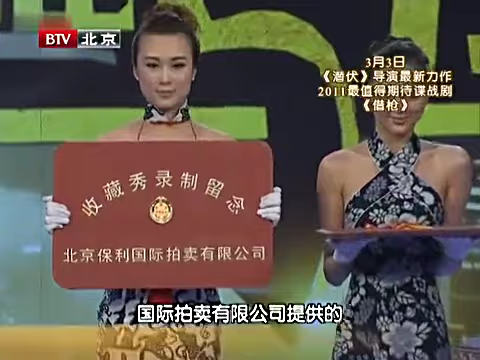 BTV 北京
3月3日
《潜伏》导演最新力作
2011最值得期待谍战剧
《借枪》
收藏秀录制留念
北京保利国际拍卖有限公司
国际拍卖有限公司提供的